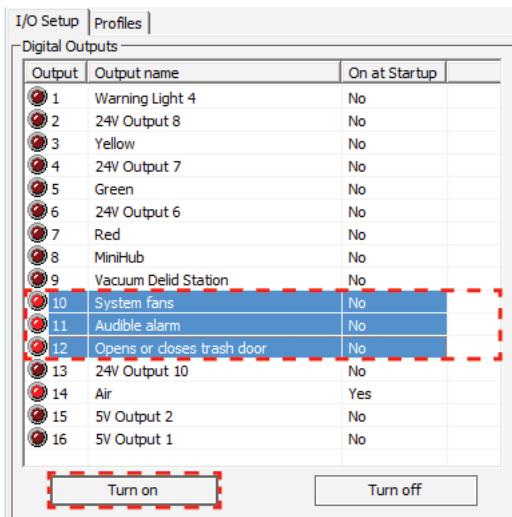 I/O Setup Profiles
Digital Outputs
Output Output name On at Startup
1 Warning Light 4 No
2 24V Output 8 No
3 Yellow No
4 24V Output 7 No
5 Green No
6 24V Output 6 No
7 Red No
8 MiniHub No
9 Vacuum Delid Station No
10 System fans No
11 Audible alarm No
12 Opens or closes trash door No
13 24V Output 10 No
14 Air Yes
15 5V Output 2 No
16 5V Output 1 No
Turn on Turn off